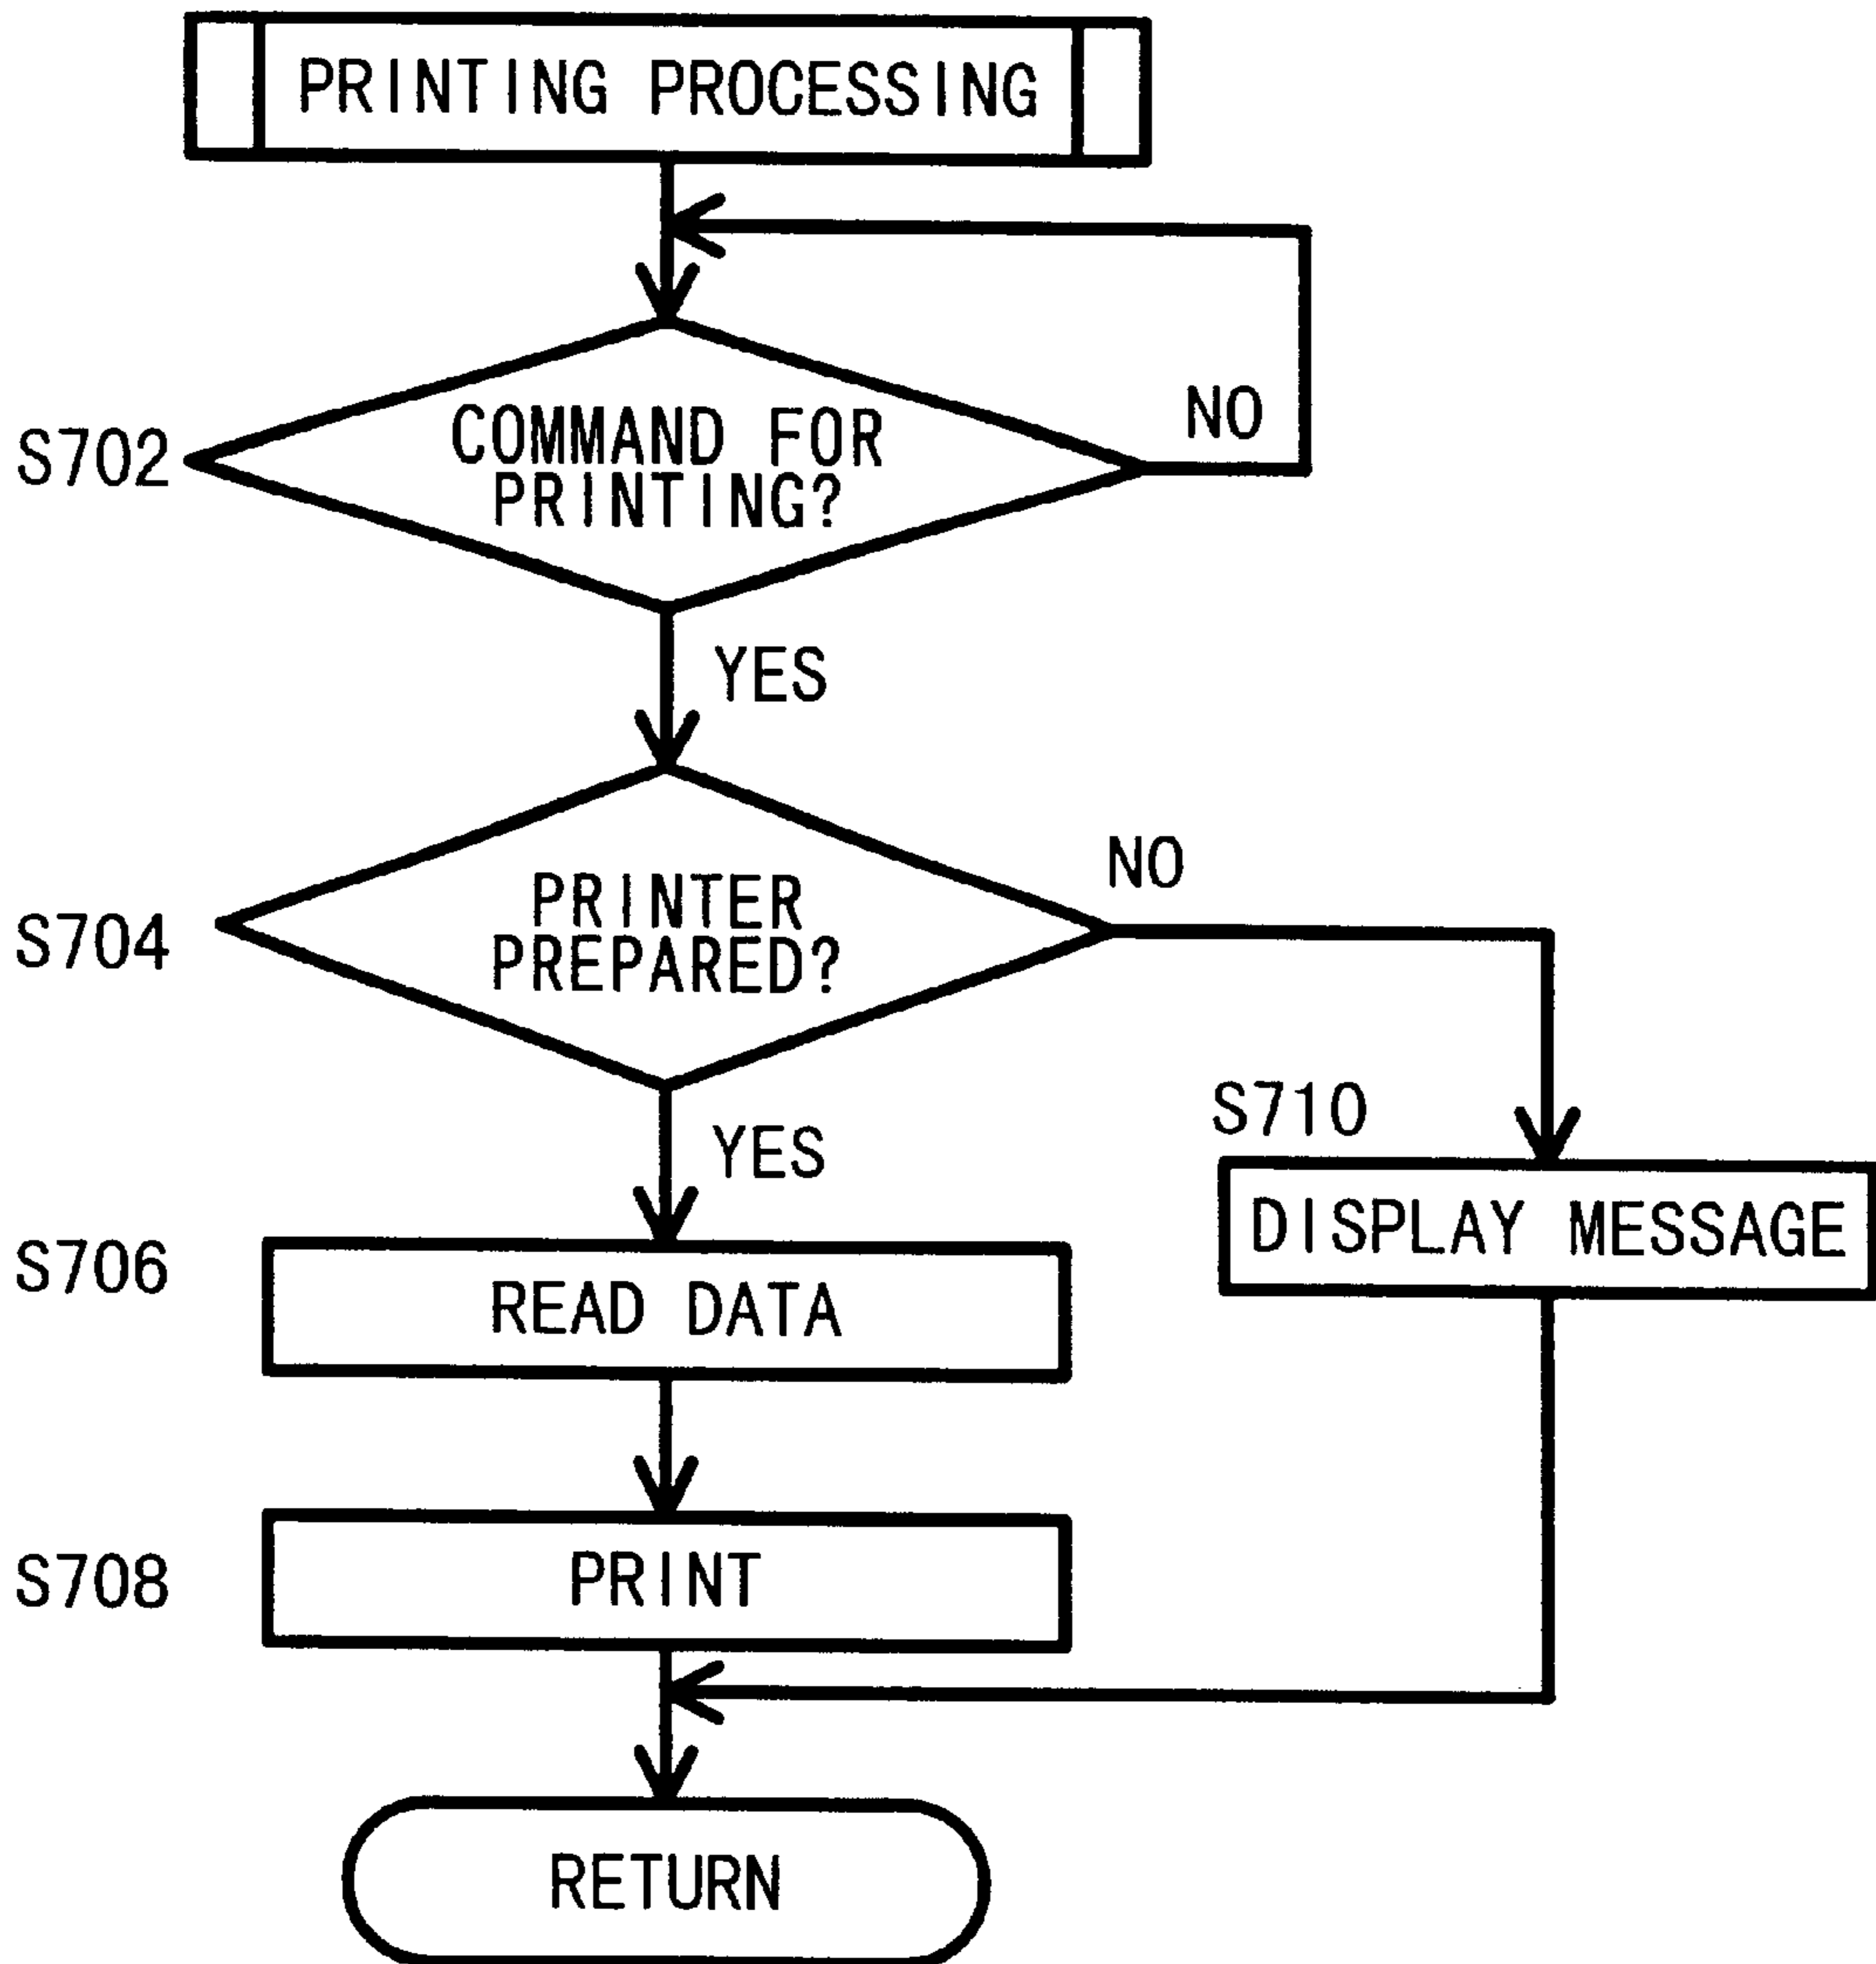 PRINTING PROCESSING
S702
COMMAND FOR
PRINTING?
NO
YES
S704
PRINTER
PREPARED?
NO
YES
S710
DISPLAY MESSAGE
S706
READ DATA
S708
PRINT
RETURN